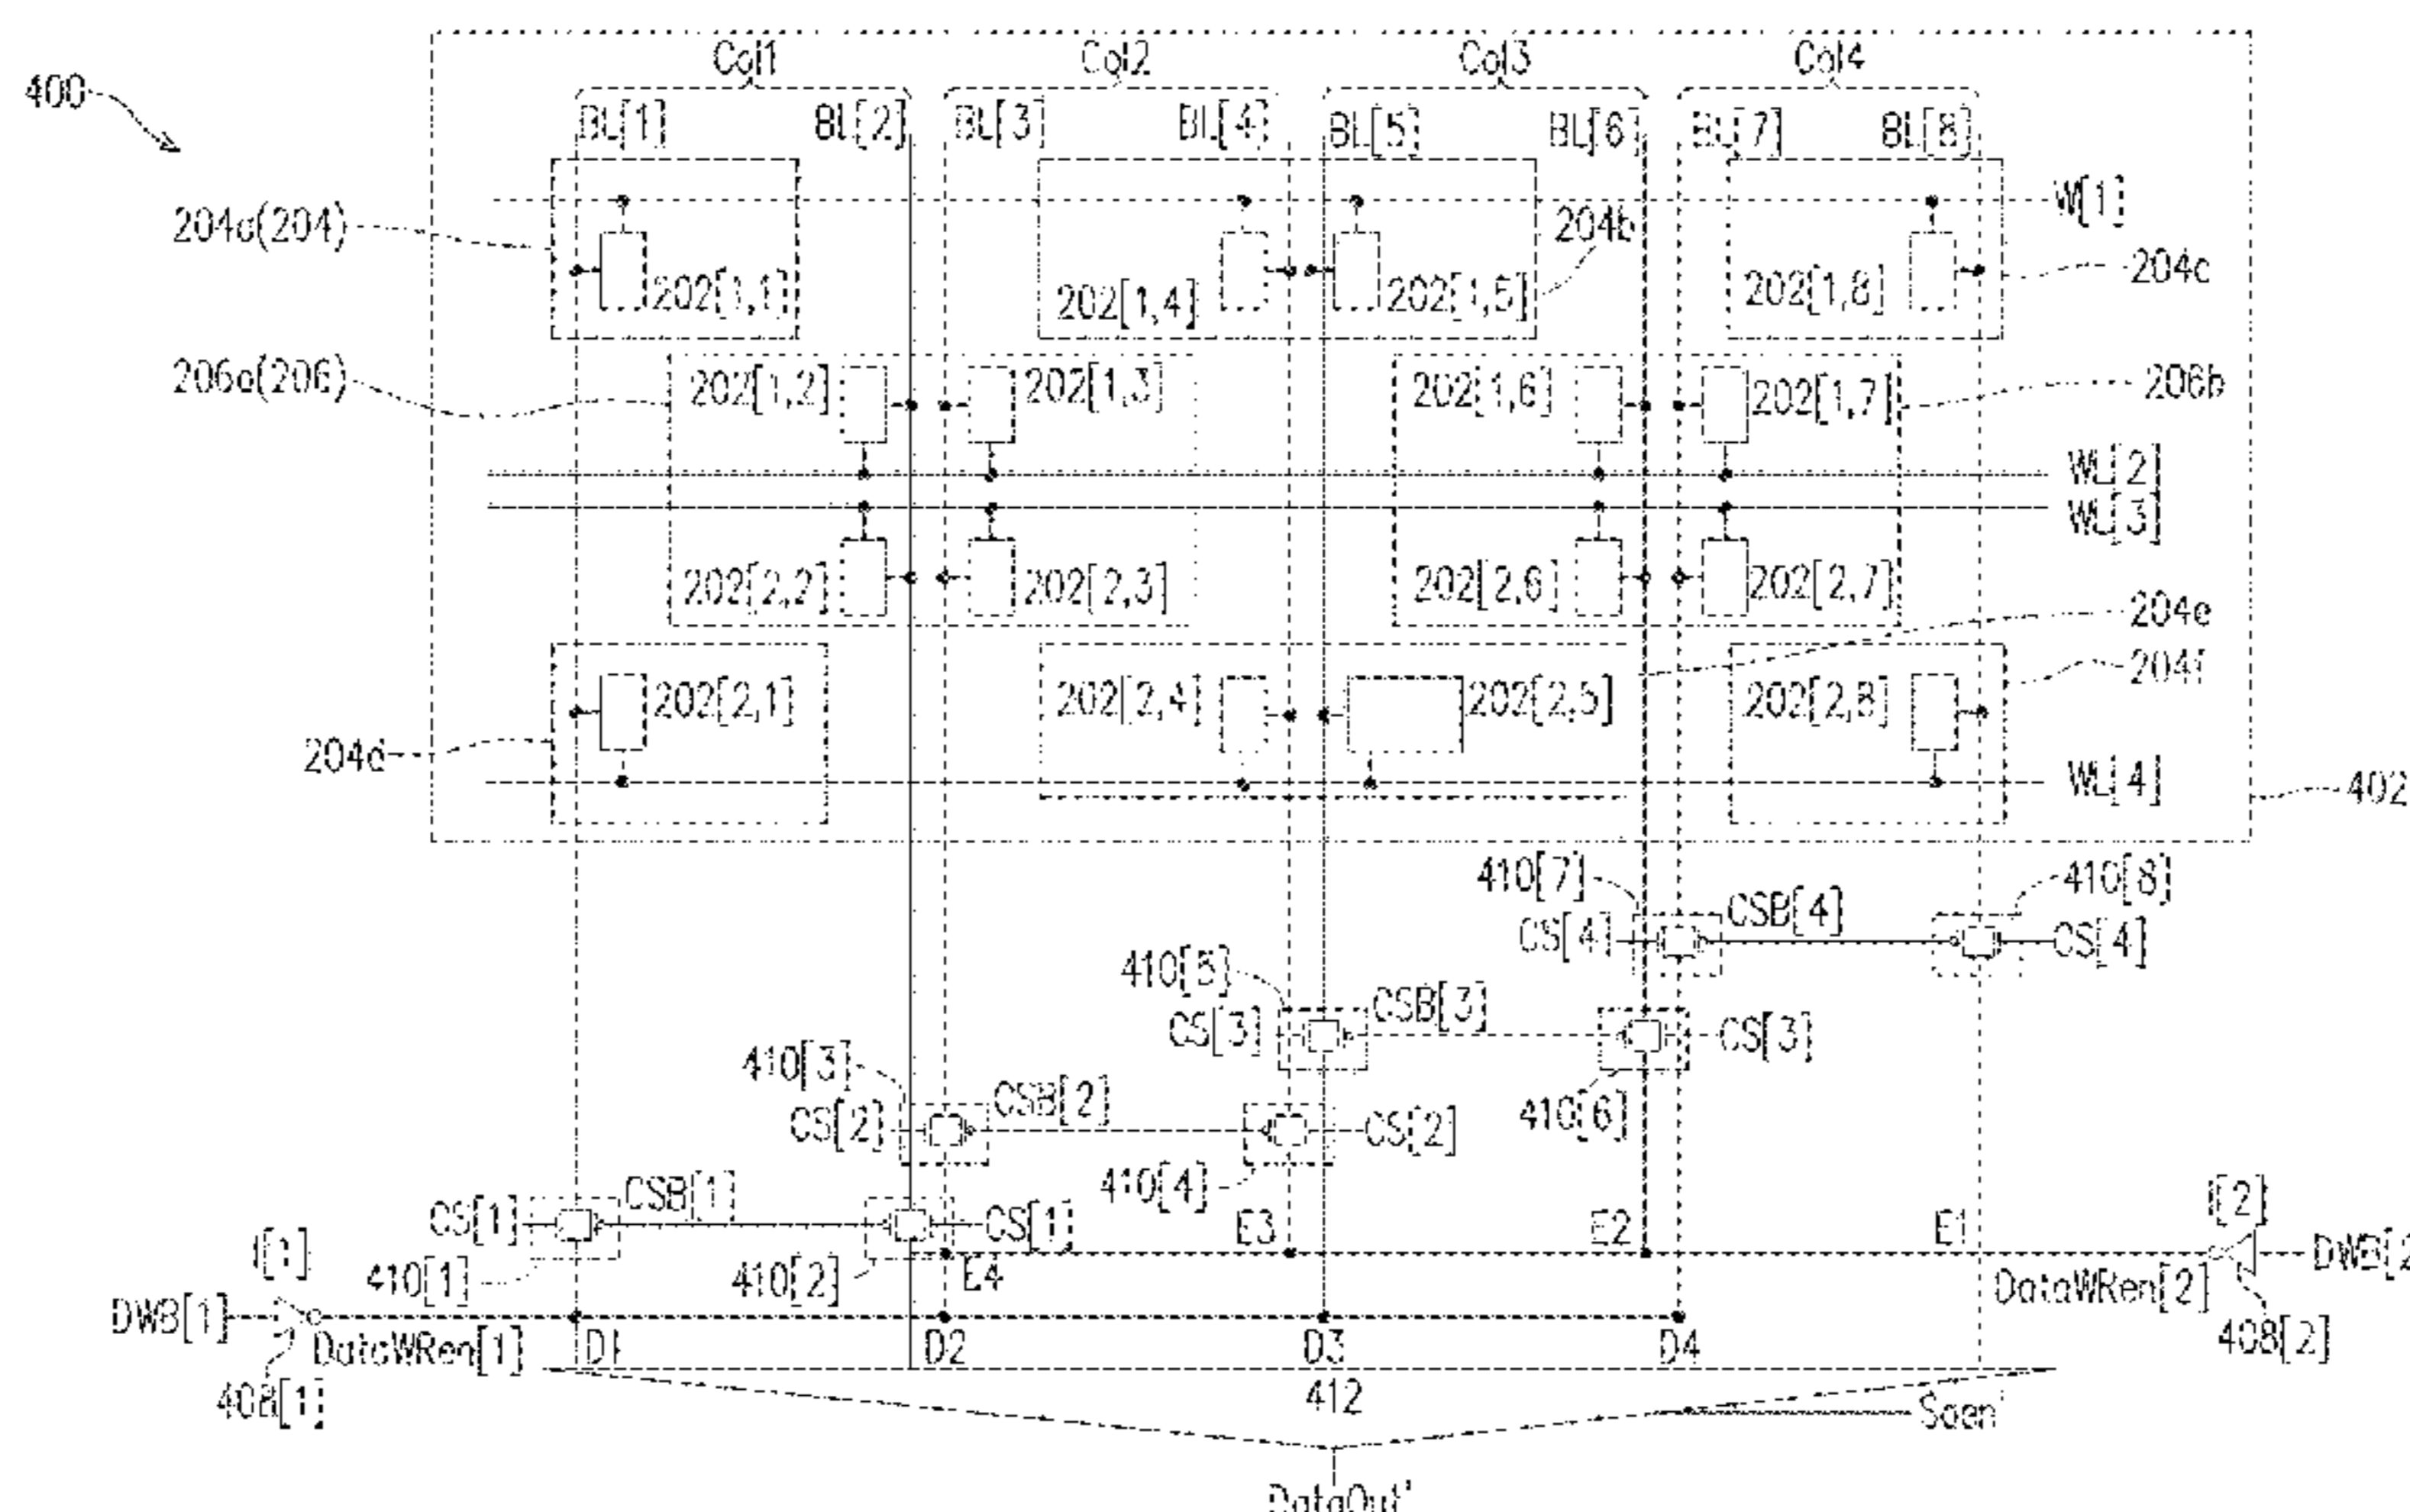 Col1 Col2 Col3 Col4
400
BL[1] BL[2] BL[3] BL[4] BL[5] BL[6] BL[7] BL[8]
W[1]
204a(204) 204b 204c
202[1,1] 202[1,4] 202[1,5] 202[1,8]
206a(206) 202[1,2] 202[1,3] 202[1,6] 202[1,7] 206b
WL[2]
WL[3]
202[2,2] 202[2,3] 202[2,6] 202[2,7]
204e
204f
202[2,1] 202[2,4] 202[2,5] 202[2,8]
204d
WL[4]
402
410[7] 410[8]
CS[4] CSB[4] CS[4]
410[5]
CS[3] CSB[3] CS[3]
410[3] 410[6]
CS[2] CSB[2] CS[2]
410[4]
CS[1] CSB[1] CS[1]
E3 E2 E1
I[1] I[2]
410[1] 410[2] E4
DWB[1] DWB[2
DataWRen[1] DataWRen[2]
D1 D2 D3 D4
408[1] 408[2]
412
Saen'
DataOut'